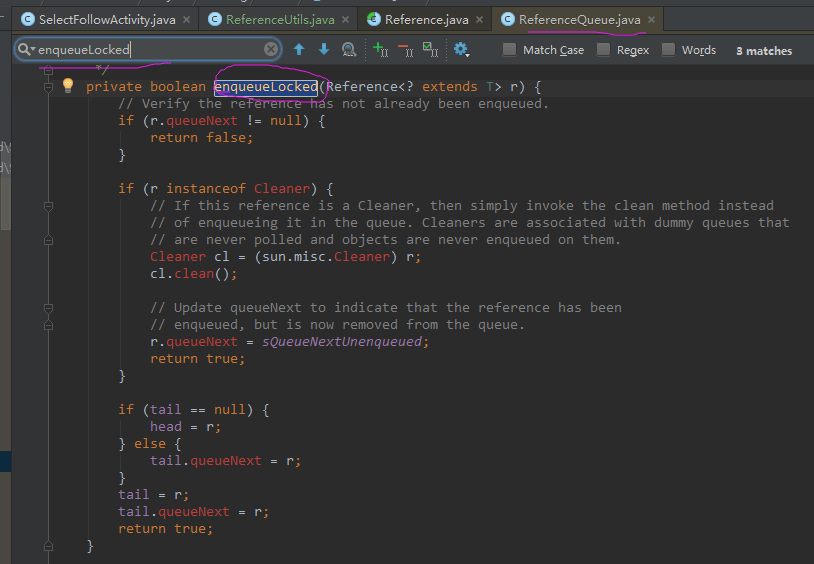 SelectFollowActivity.java × ReferenceUtils.java × Reference.java × ReferenceQueue.java ×
enqueueLocked Match Case Regex Words 3 matches
*/
private boolean enqueueLocked(Reference<? extends T> r) {
// Verify the reference has not already been enqueued.
if (r.queueNext != null) {
return false;
}
if (r instanceof Cleaner) {
// If this reference is a Cleaner, then simply invoke the clean method instead
// of enqueueing it in the queue. Cleaners are associated with dummy queues that
// are never polled and objects are never enqueued on them.
Cleaner cl = (sun.misc.Cleaner) r;
cl.clean();
// Update queueNext to indicate that the reference has been
// enqueued, but is now removed from the queue.
r.queueNext = sQueueNextUnenqueued;
return true;
}
if (tail == null) {
head = r;
} else {
tail.queueNext = r;
}
tail = r;
tail.queueNext = r;
return true;
}